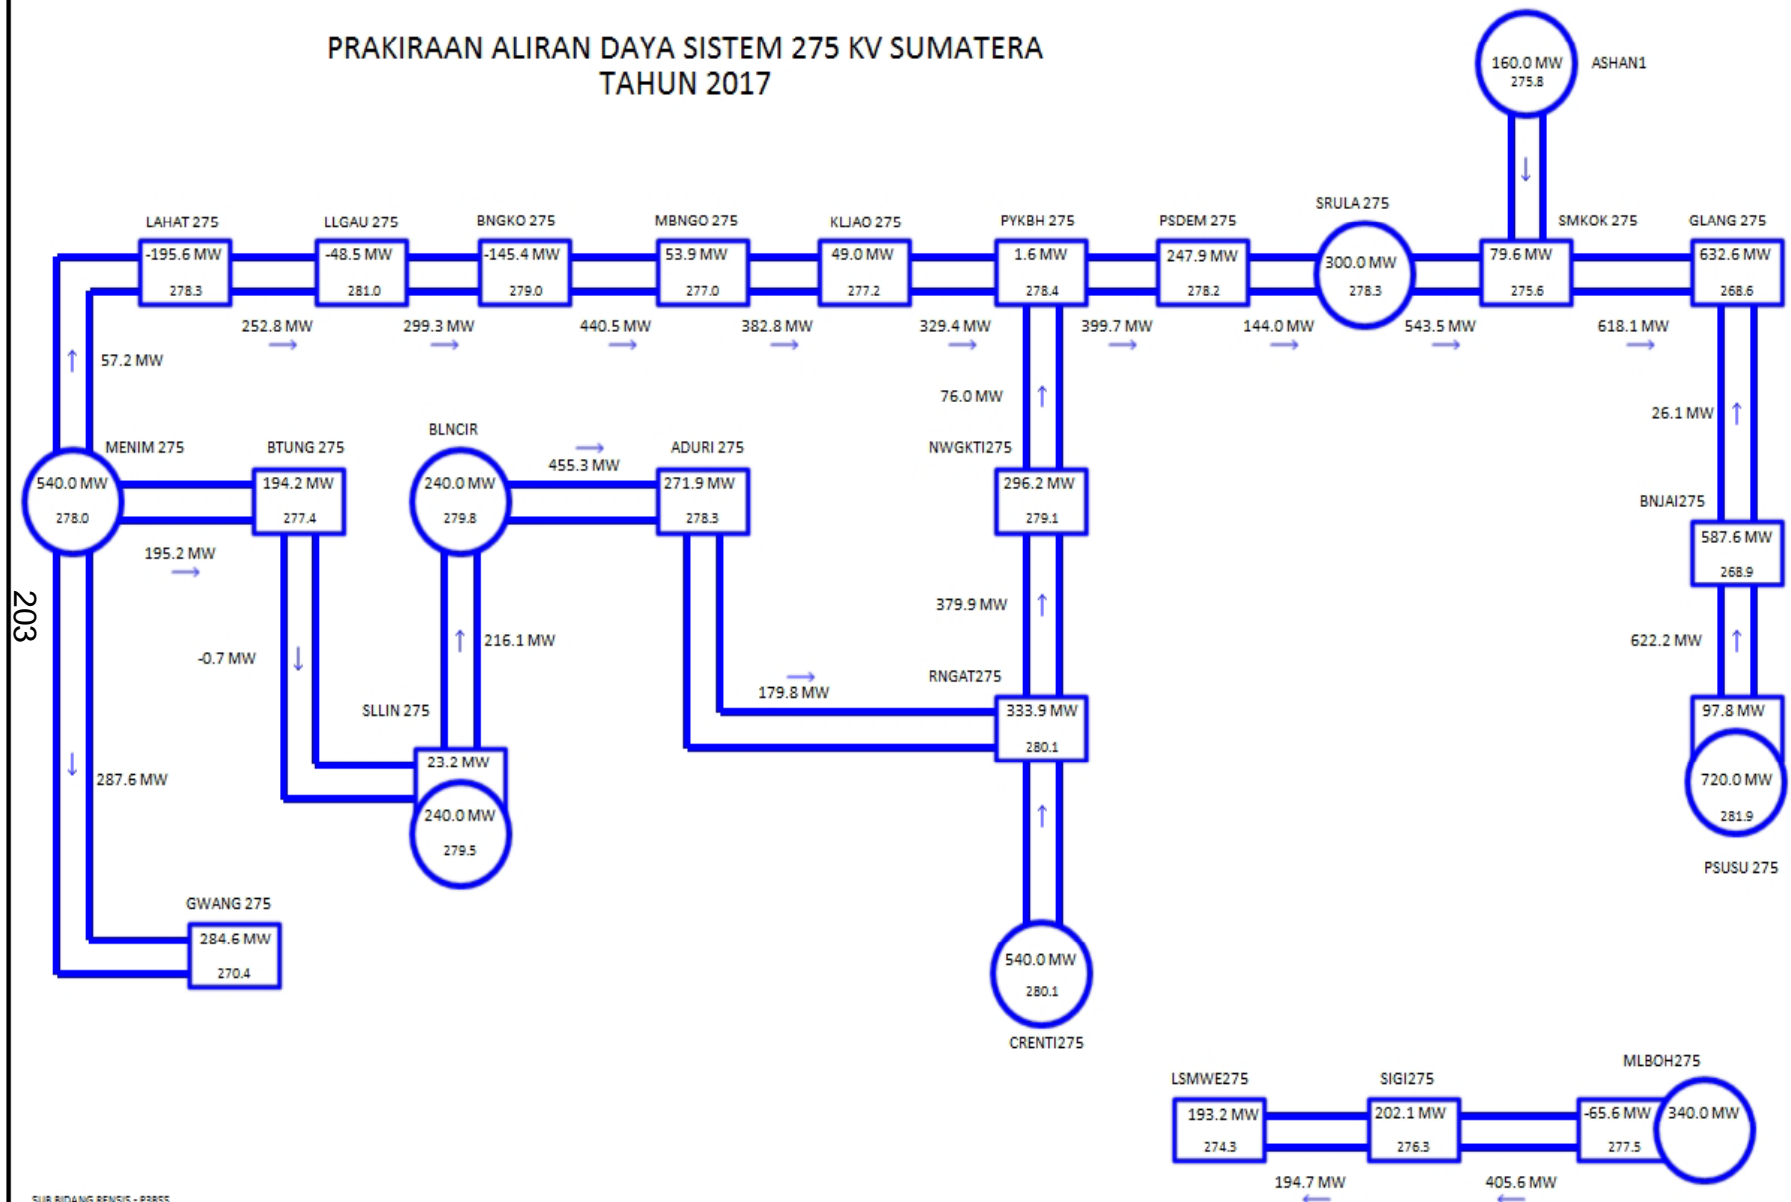 PRAKIRAAN ALIRAN DAYA SISTEM 275 KV SUMATERA
TAHUN 2017
160.0 MW
275.8
ASHAN1
LAHAT 275
-195.6 MW
278.3
LLGAU 275
-48.5 MW
281.0
BNGKO 275
-145.4 MW
279.0
MBNGO 275
53.9 MW
277.0
KLJAO 275
49.0 MW
277.2
PYKBH 275
1.6 MW
278.4
PSDEM 275
247.9 MW
278.2
SRULA 275
300.0 MW
278.3
SMKOK 275
79.6 MW
275.6
GLANG 275
632.6 MW
268.6
252.8 MW
299.3 MW
440.5 MW
382.8 MW
329.4 MW
399.7 MW
144.0 MW
543.5 MW
618.1 MW
57.2 MW
76.0 MW
26.1 MW
MENIM 275
540.0 MW
278.0
BTUNG 275
194.2 MW
277.4
195.2 MW
BLNCIR
240.0 MW
279.8
455.3 MW
ADURI 275
271.9 MW
278.3
NWGKTI275
296.2 MW
279.1
BNJAI275
587.6 MW
268.9
203
-0.7 MW
216.1 MW
379.9 MW
622.2 MW
SLLIN 275
23.2 MW
240.0 MW
279.5
179.8 MW
RNGAT275
333.9 MW
280.1
97.8 MW
720.0 MW
281.9
PSUSU 275
287.6 MW
GWANG 275
284.6 MW
270.4
540.0 MW
280.1
CRENTI275
LSMWE275
193.2 MW
274.3
SIGI275
202.1 MW
276.3
MLBOH275
-65.6 MW
277.5
340.0 MW
194.7 MW
405.6 MW
SUB BIDANG RENSIS - P3BSS